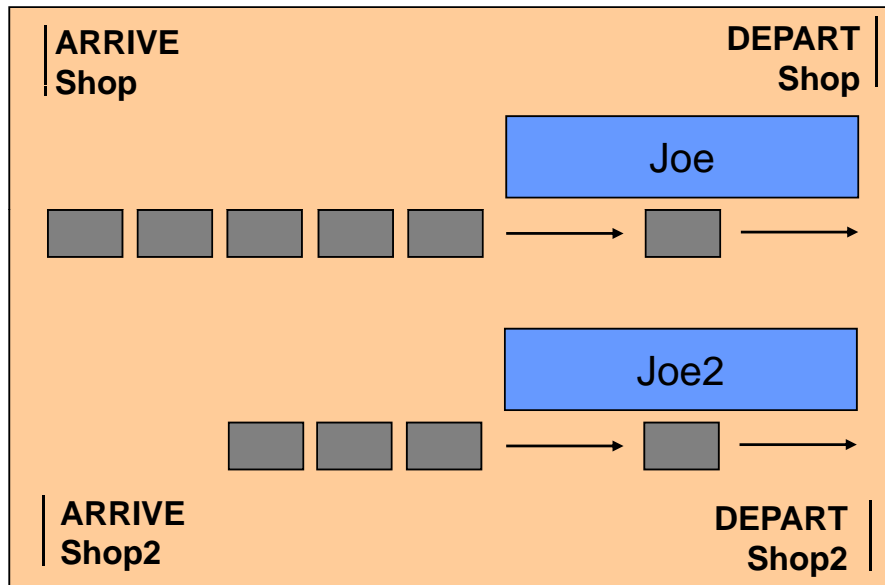 ARRIVE
Shop
DEPART
Shop
Joe
Joe2
ARRIVE
Shop2
DEPART
Shop2